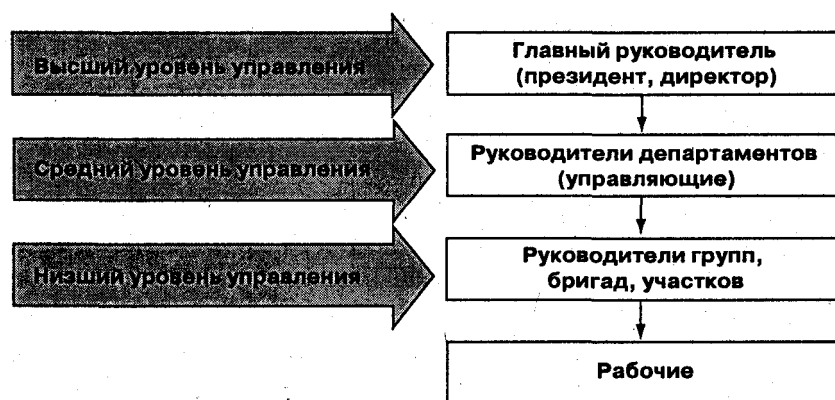 Высший уровень управления
Главный руководитель
(президент, директор)
Средний уровень управления
Руководители департаментов
(управляющие)
Низший уровень управления
Руководители групп,
бригад, участков
Рабочие